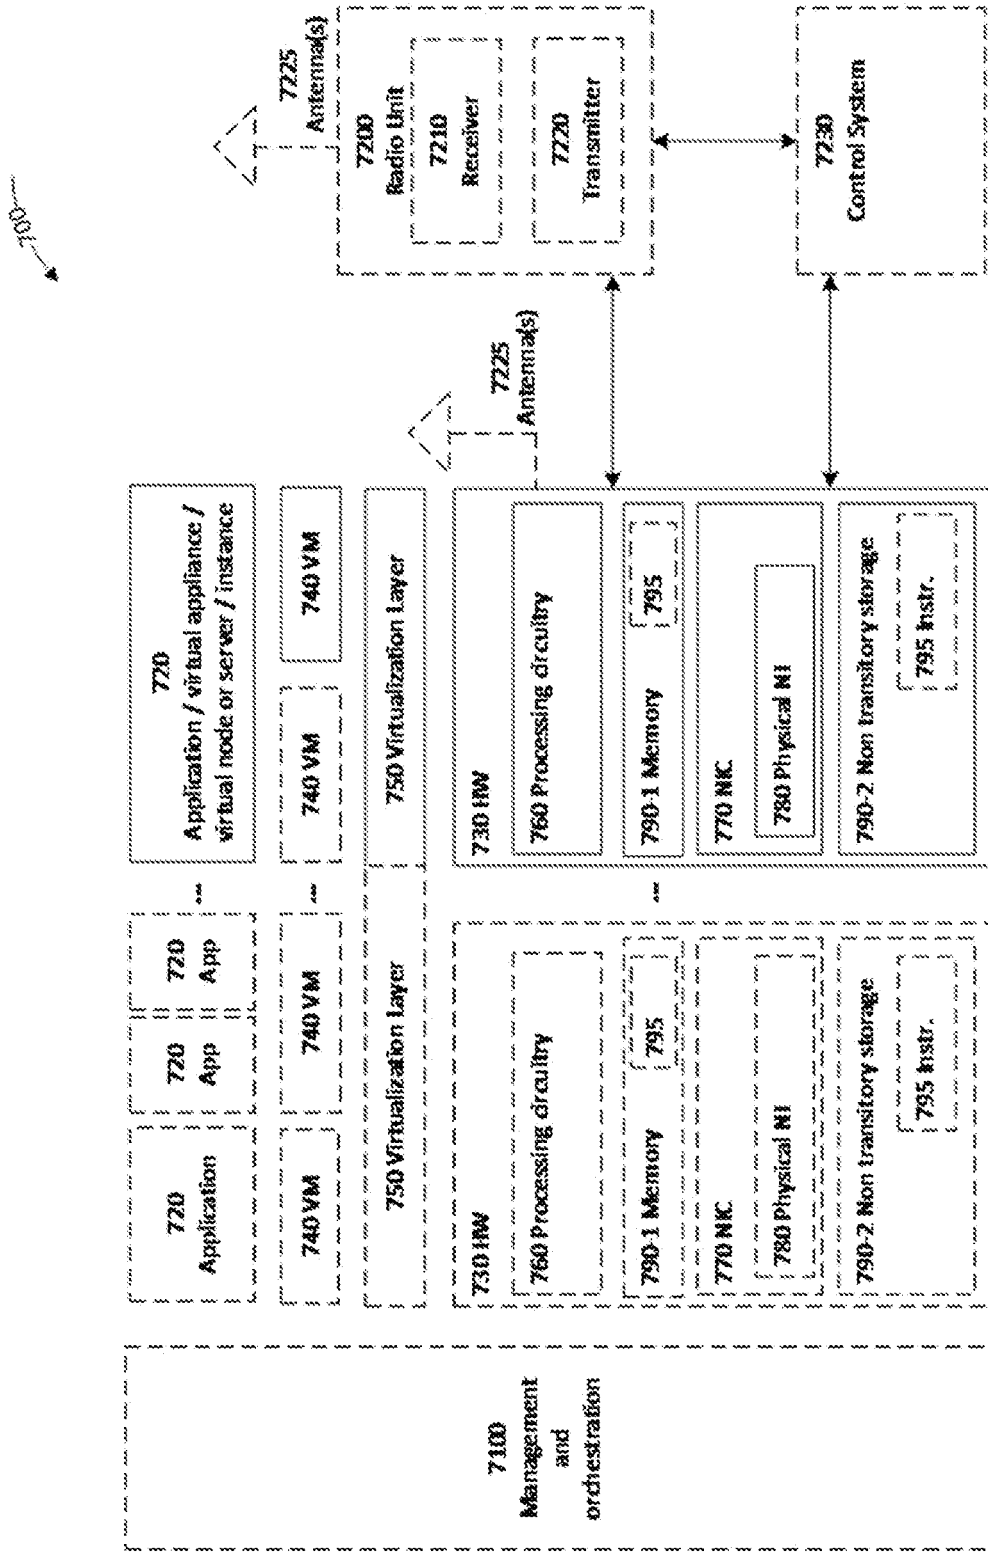 700
7100
Management
and
orchestration
720
Application
720
App
720
App
...
720
Application / virtual appliance /
virtual node or server / instance
740 VM
740 VM
...
740 VM
740 VM
750 Virtualization Layer
750 Virtualization Layer
730 HW
760 Processing circuitry
790-1 Memory
795
770 NIC
780 Physical NI
790-2 Non transitory storage
795 Instr.
...
730 HW
760 Processing circuitry
790-1 Memory
795
770 NIC
780 Physical NI
790-2 Non transitory storage
795 Instr.
7225
Antenna(s)
7225
Antenna(s)
7200
Radio Unit
7210
Receiver
7220
Transmitter
7230
Control System